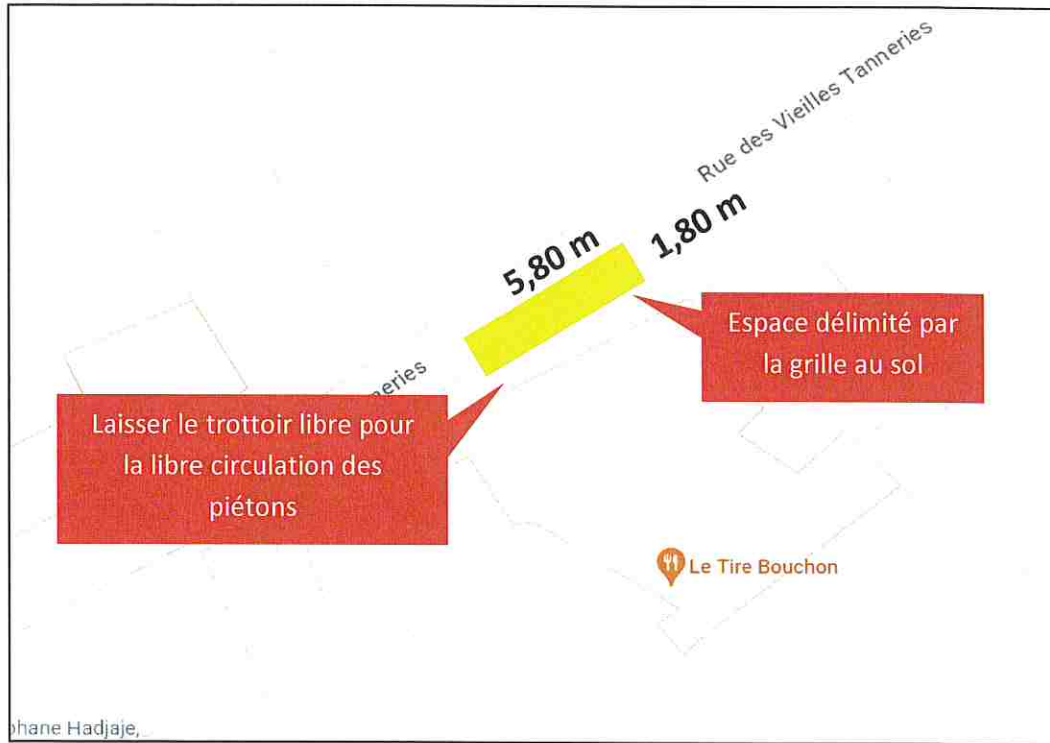 Rue des Vieilles Tanneries
5,80 m
1,80 m
Espace délimité par
la grille au sol
nneries
Laisser le trottoir libre pour
la libre circulation des
piétons
Le Tire Bouchon
phane Hadjaje,